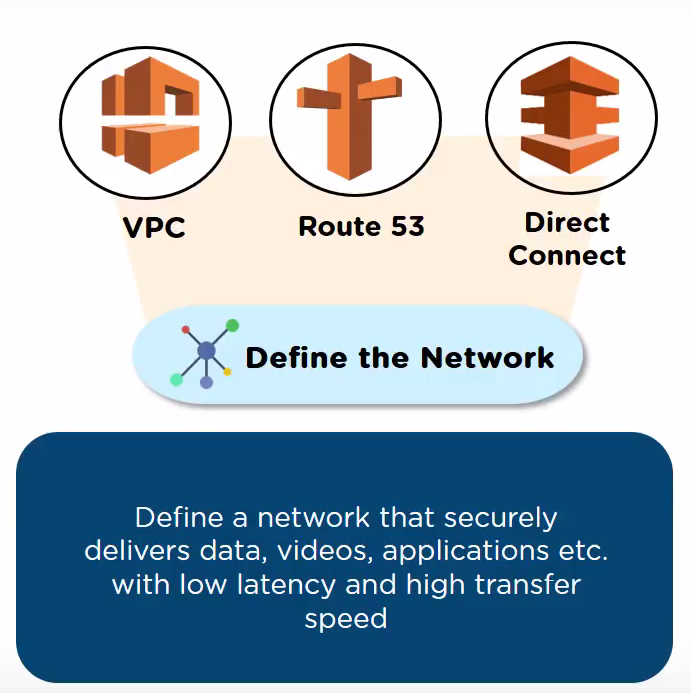 VPC
Route 53
Direct
Connect
Define the Network
Define a network that securely
delivers data, videos, applications etc.
with low latency and high transfer
speed